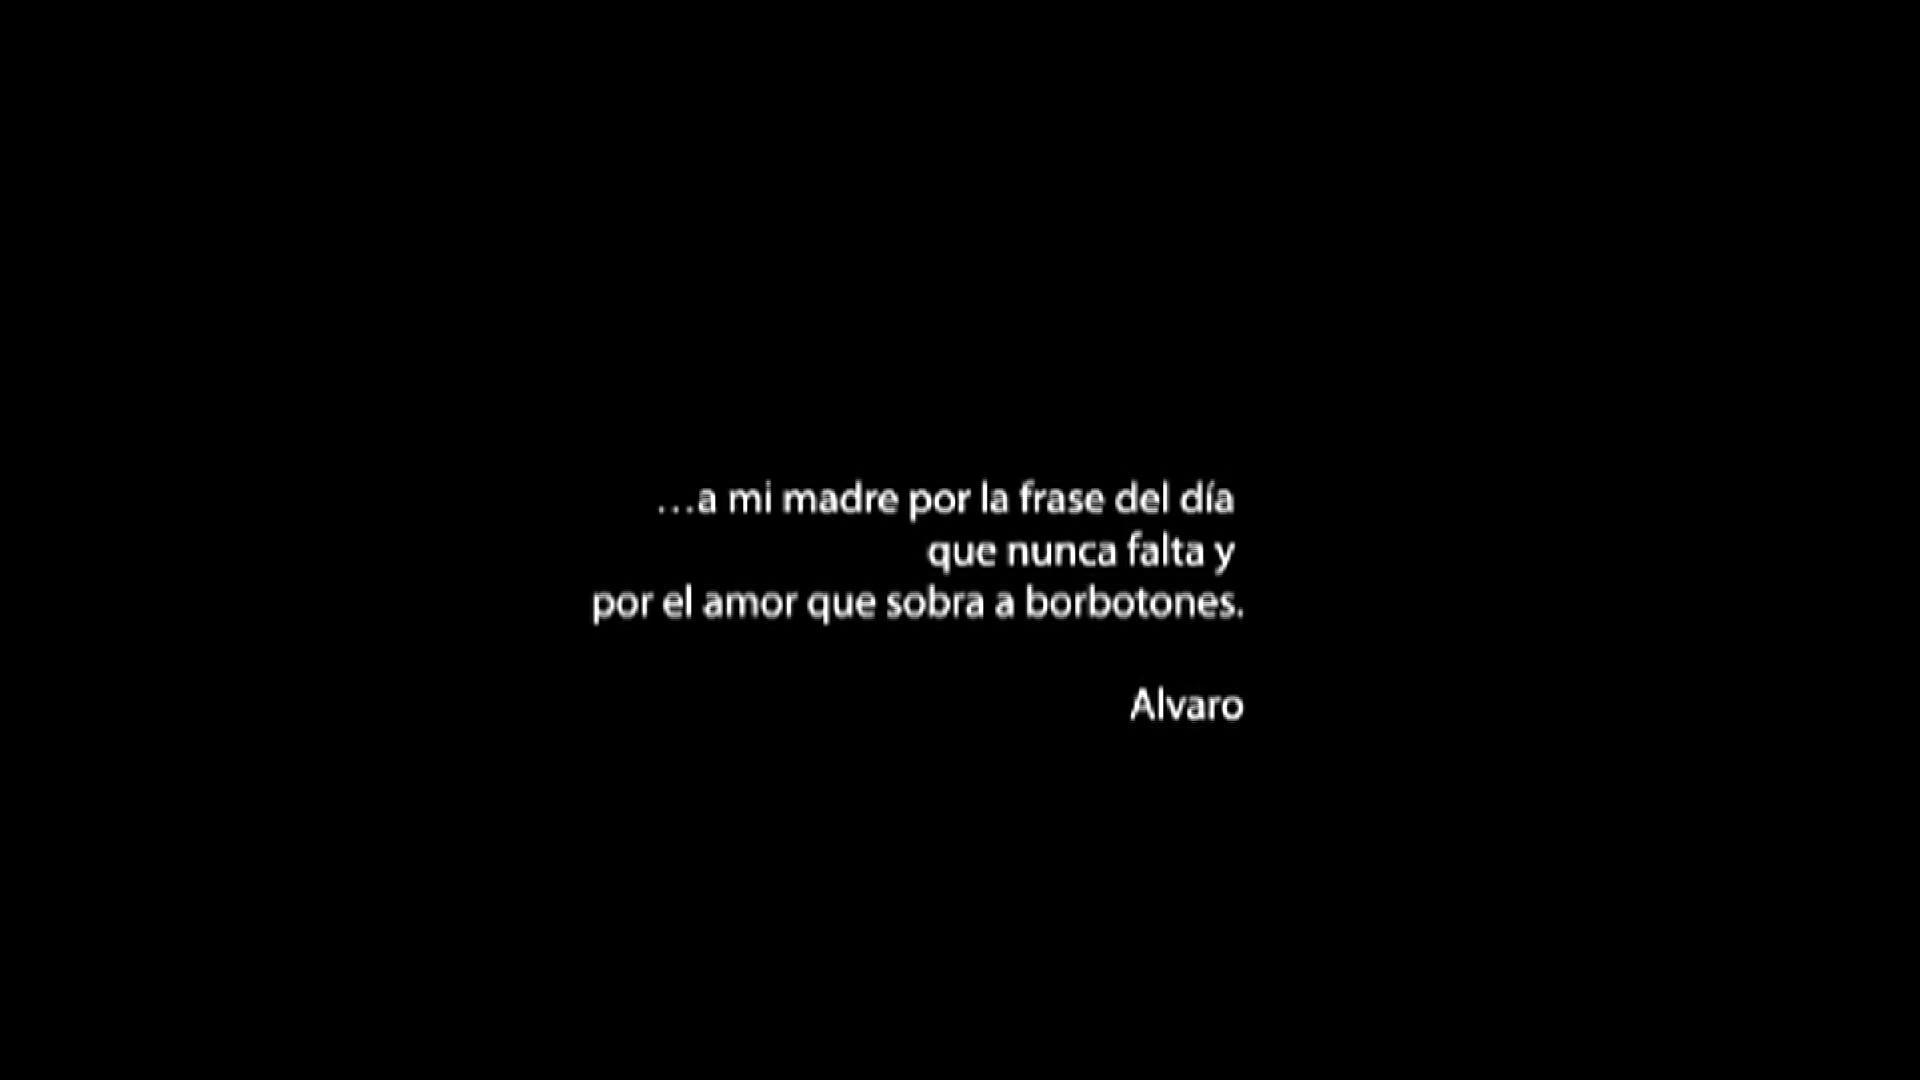 …a mi madre por la frase del día
que nunca falta y
por el amor que sobra a borbotones.
Alvaro